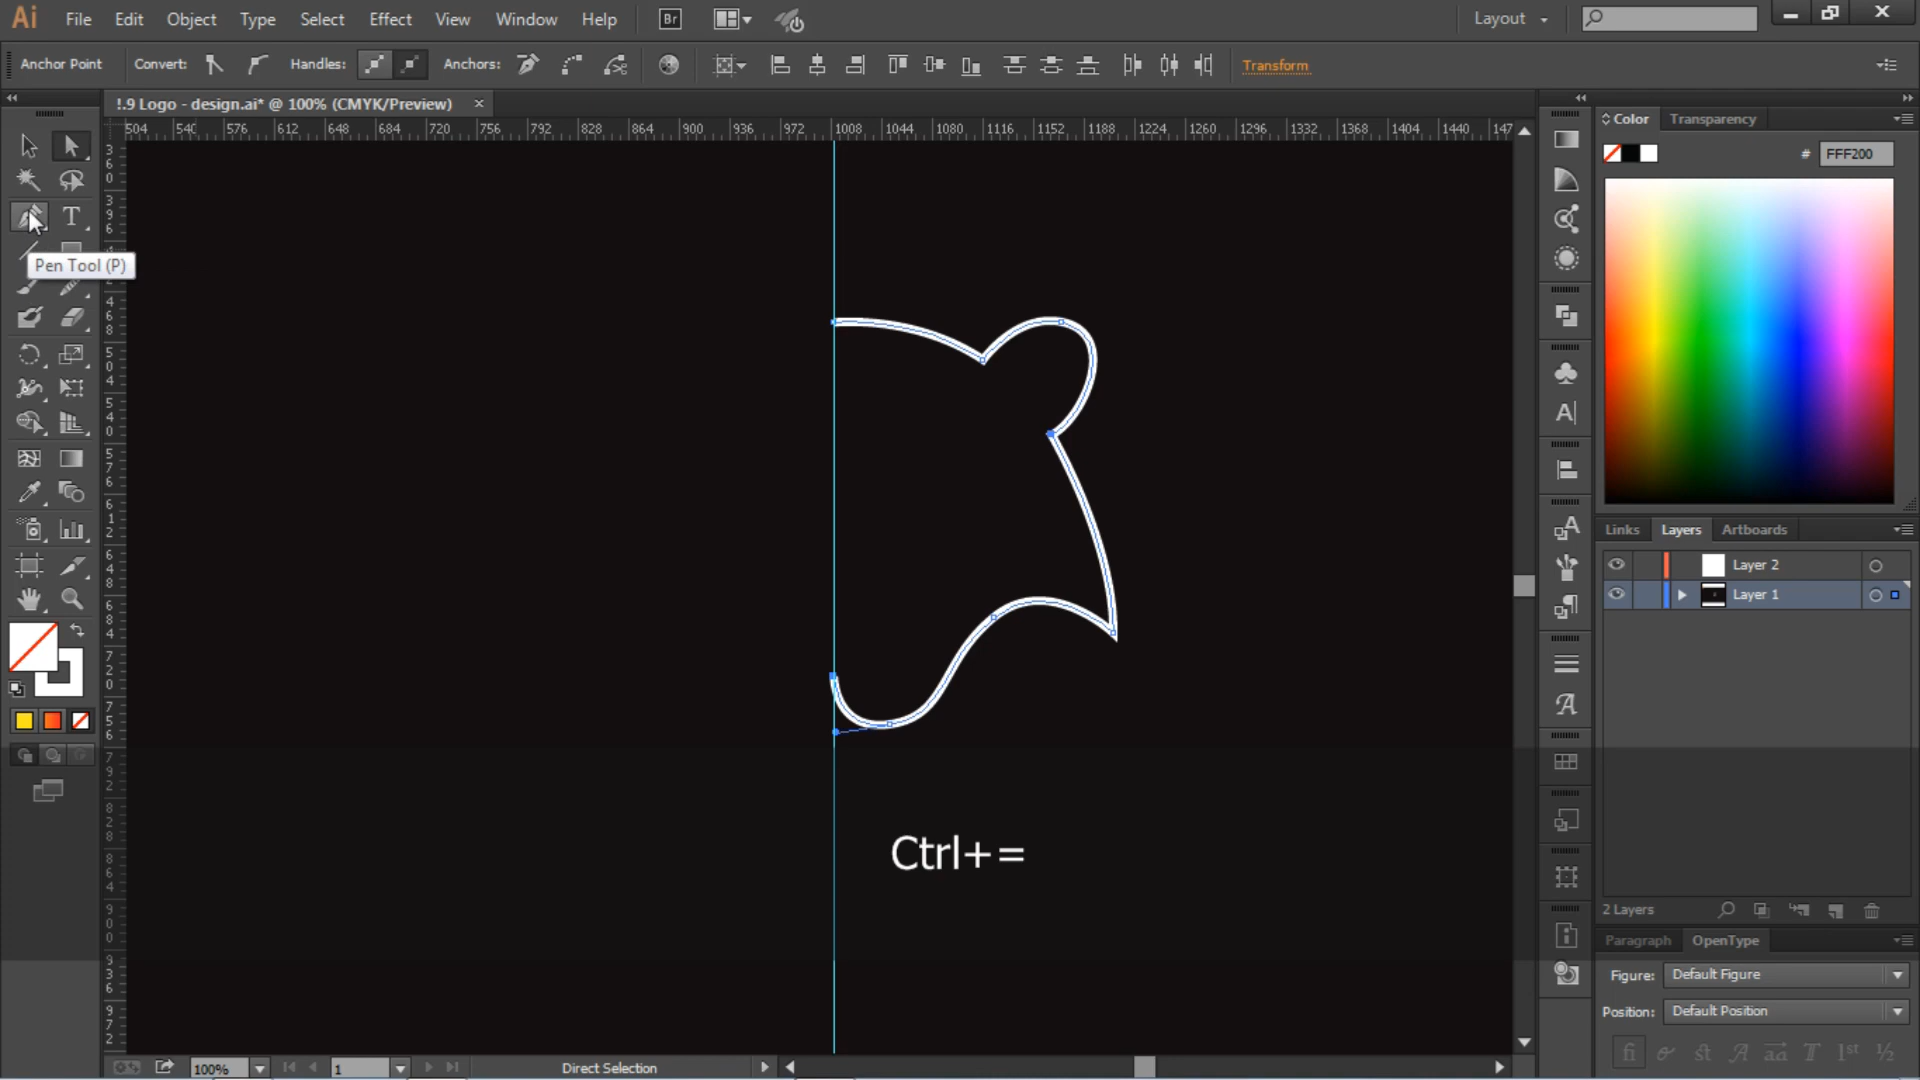 Ai File Edit Object Type Select Effect View Window Help Br Layout
Anchor Point Convert: Handles: Anchors: Transform
!.9 Logo - design.ai* @ 100% (CMYK/Preview) ×
504 540 576 612 648 684 720 756 792 828 864 900 936 972 1008 1044 1080 1116 1152 1188 1224 1260 1296 1332 1368 1404 1440 147
Color Transparency
# FFF200
Pen Tool (P)
Links Layers Artboards
Layer 2
Layer 1
Ctrl+=
2 Layers
Paragraph OpenType
Figure: Default Figure
Position: Default Position
100% 1 Direct Selection